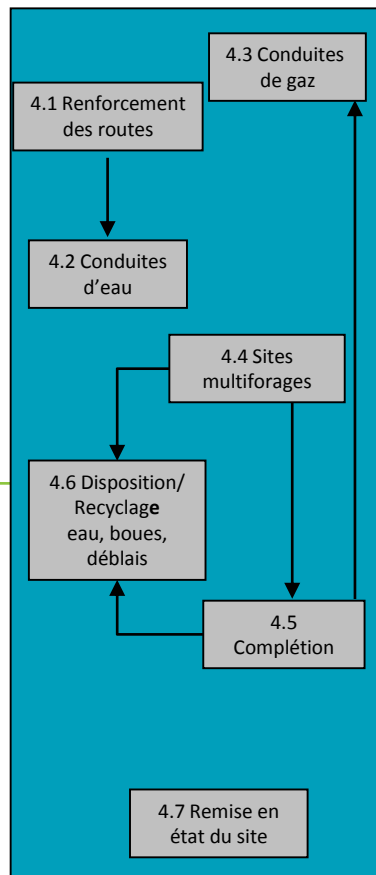 4.3 Conduites
de gaz
4.1 Renforcement
des routes
4.2 Conduites
d'eau
4.4 Sites
multiforages
4.6 Disposition/
Recyclage
eau, boues,
déblais
4.5
Complétion
4.7 Remise en
état du site